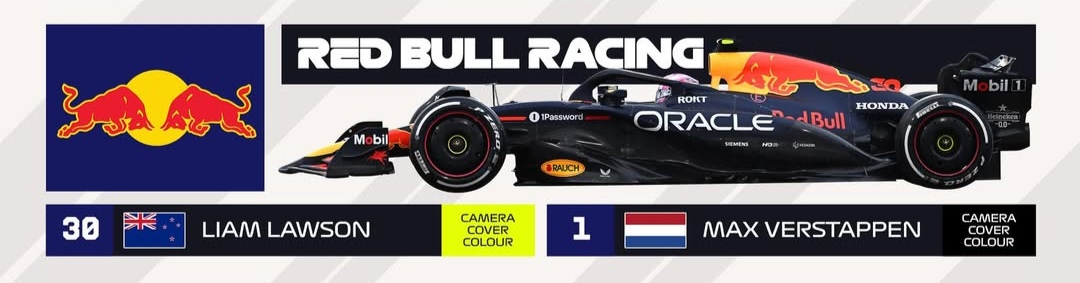 RED BULL RACING
Mobil 1
30
HONDA
ROKT
Heineken
0.0
1Password
ORACLE
Red Bull
Mobil
SIEMENS
RAUCH
30
LIAM LAWSON
CAMERA
COVER
COLOUR
1
MAX VERSTAPPEN
CAMERA
COVER
COLOUR